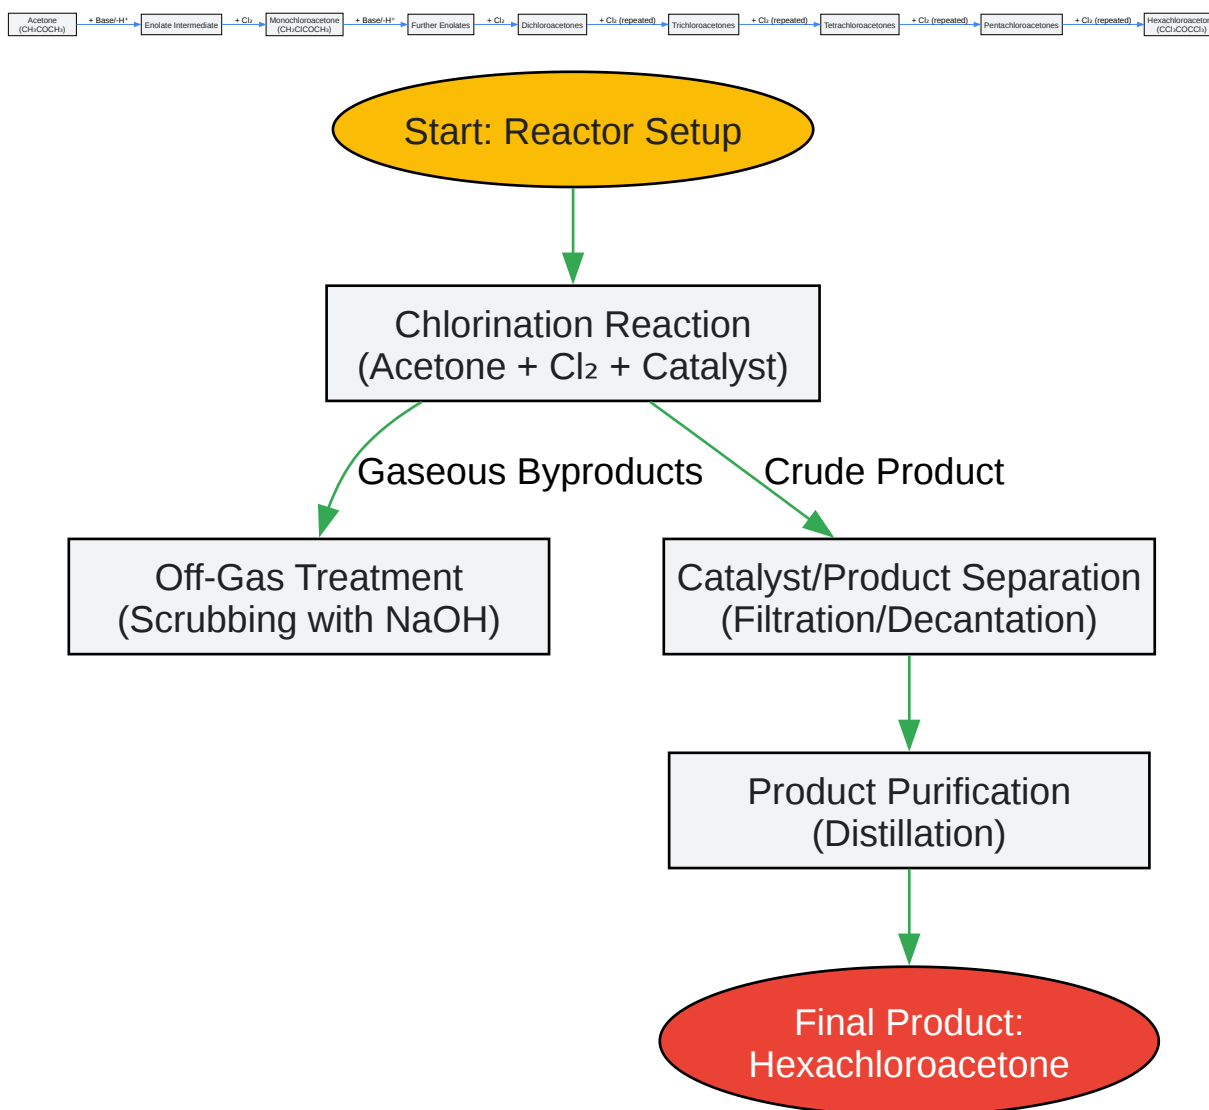 Acetone
(CH₃COCH₃)
+ Base/-H⁺
Enolate Intermediate
+ Cl₂
Monochloroacetone
(CH₂ClCOCH₃)
+ Base/-H⁺
Further Enolates
+ Cl₂
Dichloroacetones
+ Cl₂ (repeated)
Trichloroacetones
+ Cl₂ (repeated)
Tetrachloroacetones
+ Cl₂ (repeated)
Pentachloroacetones
+ Cl₂ (repeated)
Hexachloroaceton
(CCl₃COCCl₃)
Start: Reactor Setup
Chlorination Reaction
(Acetone + Cl₂ + Catalyst)
Gaseous Byproducts
Crude Product
Off-Gas Treatment
(Scrubbing with NaOH)
Catalyst/Product Separation
(Filtration/Decantation)
Product Purification
(Distillation)
Final Product:
Hexachloroacetone